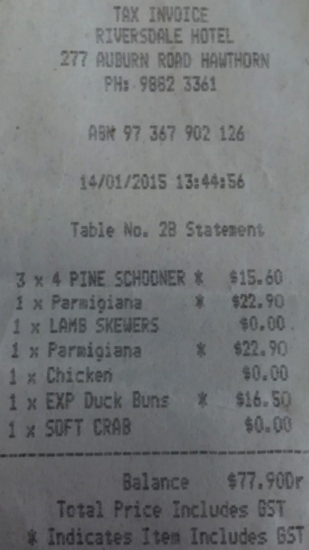 TAX INVOICE
RIVERSDALE HOTEL
277 AUBURN ROAD HAWTHORN
PH: 9882 3361
ABN 97 367 902 126
14/01/2015 13:44:56
Table No. 2B Statement
3 x 4 PINE SCHOONER * $15.60
1 x Parmigiana * $22.90
1 x LAMB SKEWERS $0.00
1 x Parmigiana * $22.90
1 x Chicken $0.00
1 x EXP Duck Buns * $16.50
1 x SOFT CRAB $0.00
Balance $77.90Dr
Total Price Includes GST
* Indicates Item Includes GST